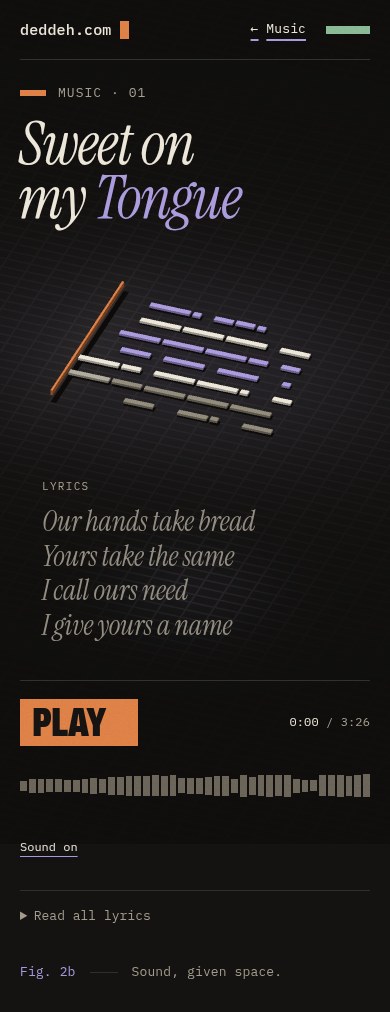 deddeh.com
← Music
MUSIC · 01
Sweet on
my Tongue
LYRICS
Our hands take bread
Yours take the same
I call ours need
I give yours a name
PLAY
0:00 / 3:26
Sound on
Read all lyrics
Fig. 2b
Sound, given space.